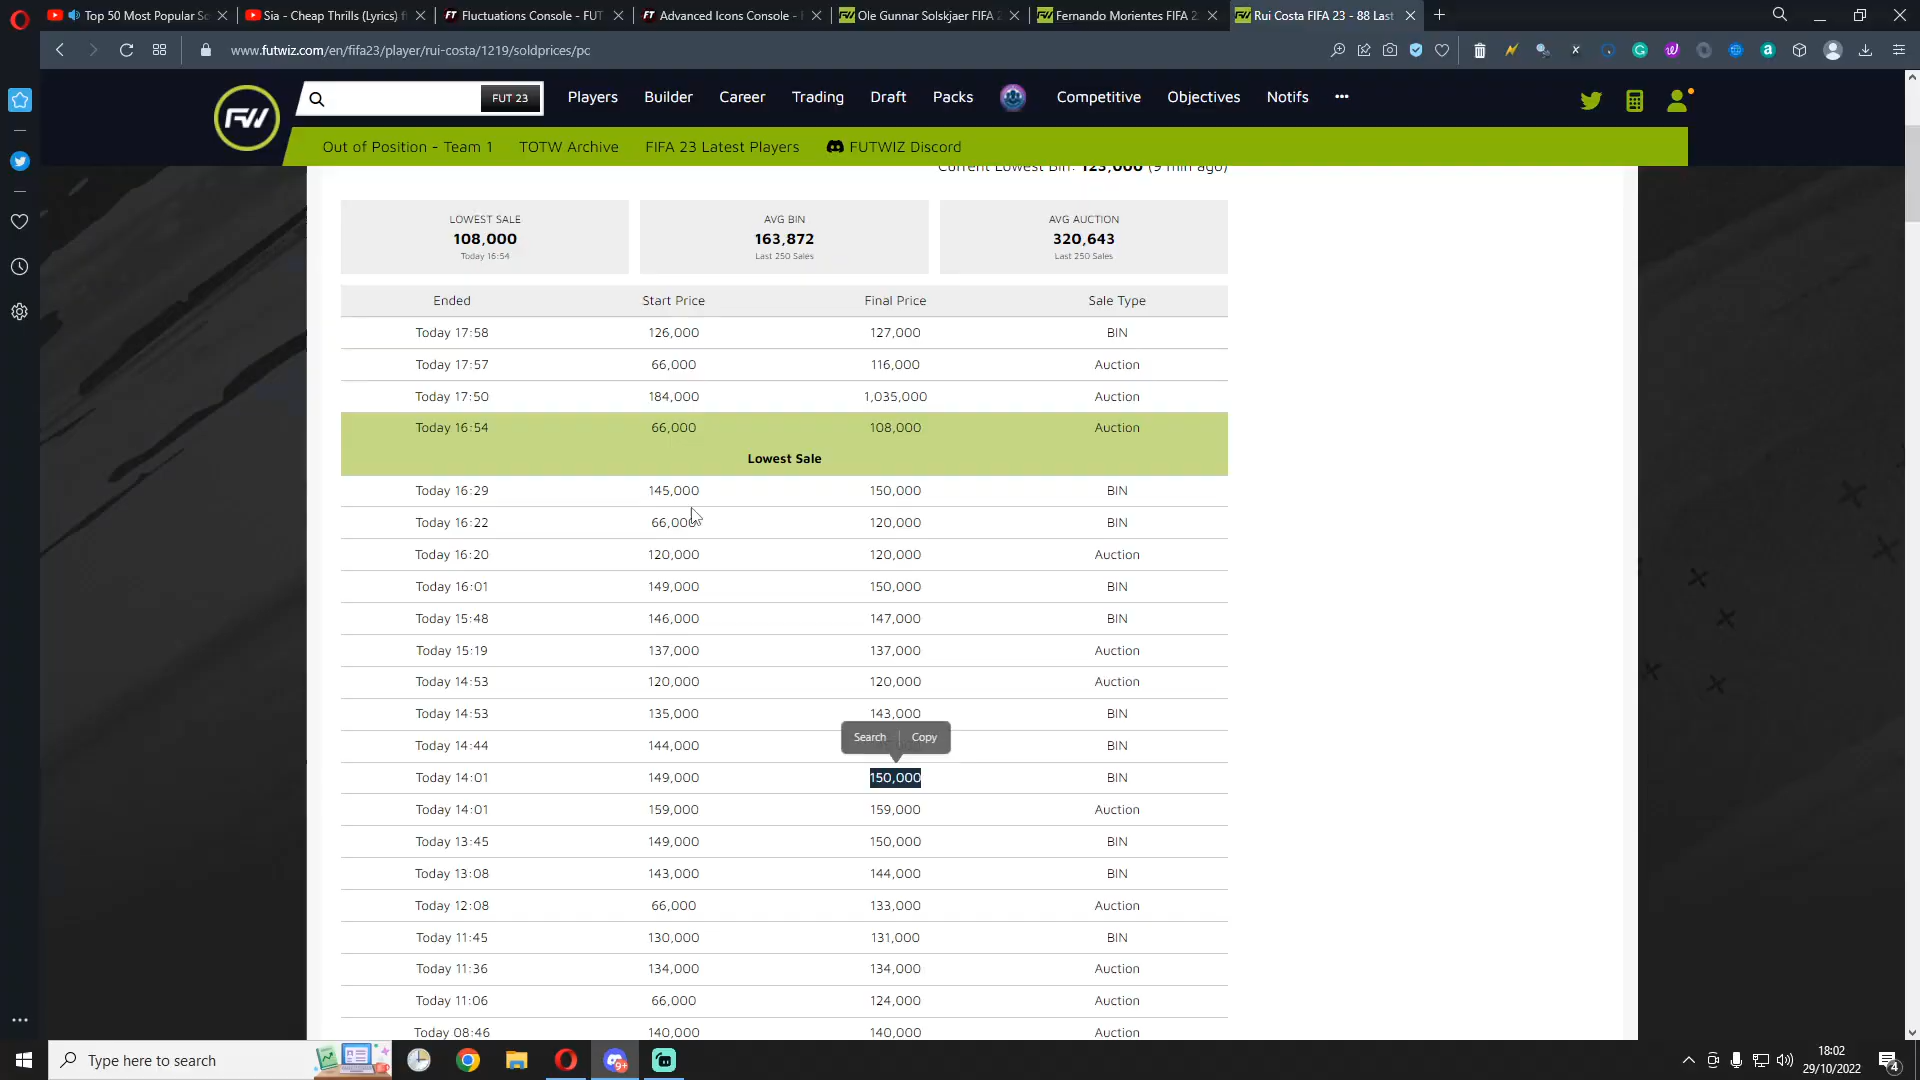 Top 50 Most Popular So
Sia - Cheap Thrills (Lyrics) f
Fluctuations Console - FUT
Advanced Icons Console -
Ole Gunnar Solskjaer FIFA 2
Fernando Morientes FIFA 2
Rui Costa FIFA 23 - 88 Last
www.futwiz.com/en/fifa23/player/rui-costa/1219/soldprices/pc
FW
FUT 23
Players
Builder
Career
Trading
Draft
Packs
Competitive
Objectives
Notifs
Out of Position - Team 1
TOTW Archive
FIFA 23 Latest Players
FUTWIZ Discord
Current Lowest Bin: 123,000 (9 min ago)
LOWEST SALE
108,000
Today 16:54
AVG BIN
163,872
Last 250 Sales
AVG AUCTION
320,643
Last 250 Sales
Ended Start Price Final Price Sale Type
Today 17:58 126,000 127,000 BIN
Today 17:57 66,000 116,000 Auction
Today 17:50 184,000 1,035,000 Auction
Today 16:54 66,000 108,000 Auction
Lowest Sale
Today 16:29 145,000 150,000 BIN
Today 16:22 66,000 120,000 BIN
Today 16:20 120,000 120,000 Auction
Today 16:01 149,000 150,000 BIN
Today 15:48 146,000 147,000 BIN
Today 15:19 137,000 137,000 Auction
Today 14:53 120,000 120,000 Auction
Today 14:53 135,000 143,000 BIN
Search Copy
Today 14:44 144,000 BIN
Today 14:01 149,000 150,000 BIN
Today 14:01 159,000 159,000 Auction
Today 13:45 149,000 150,000 BIN
Today 13:08 143,000 144,000 BIN
Today 12:08 66,000 133,000 Auction
Today 11:45 130,000 131,000 BIN
Today 11:36 134,000 134,000 Auction
Today 11:06 66,000 124,000 Auction
Today 08:46 140,000 140,000 Auction
Type here to search
18:02
29/10/2022
4